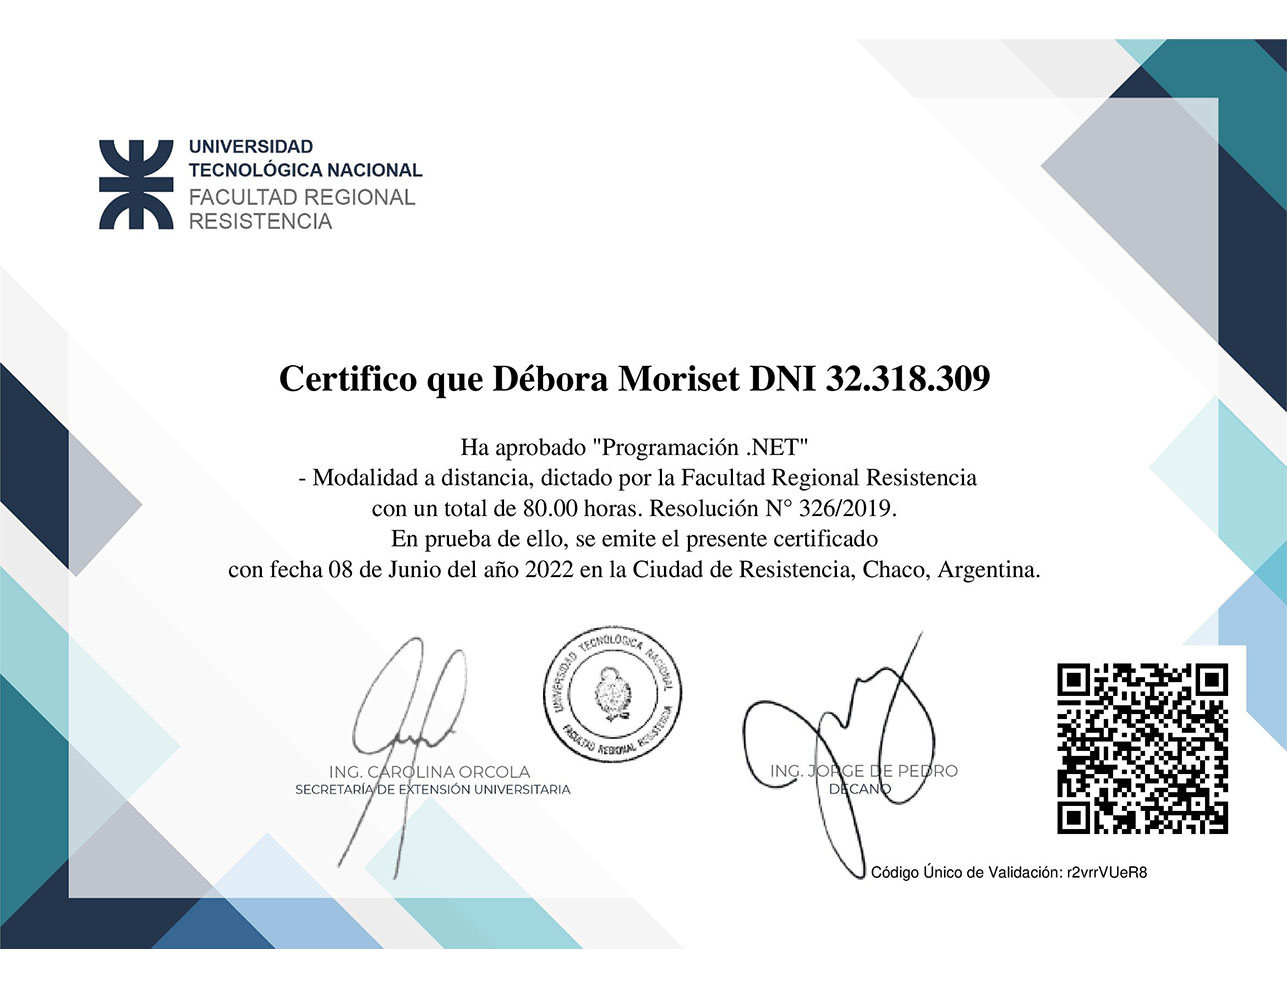 UNIVERSIDAD
TECNOLÓGICA NACIONAL
FACULTAD REGIONAL
RESISTENCIA
Certifico que Débora Moriset DNI 32.318.309
Ha aprobado "Programación .NET"
- Modalidad a distancia, dictado por la Facultad Regional Resistencia
con un total de 80.00 horas. Resolución N° 326/2019.
En prueba de ello, se emite el presente certificado
con fecha 08 de Junio del año 2022 en la Ciudad de Resistencia, Chaco, Argentina.
UNIVERSIDAD TECNOLÓGICA NACIONAL
FACULTAD REGIONAL RESISTENCIA
ING. CAROLINA ORCOLA
SECRETARÍA DE EXTENSIÓN UNIVERSITARIA
ING. JORGE DE PEDRO
DECANO
Código Único de Validación: r2vrrVUeR8